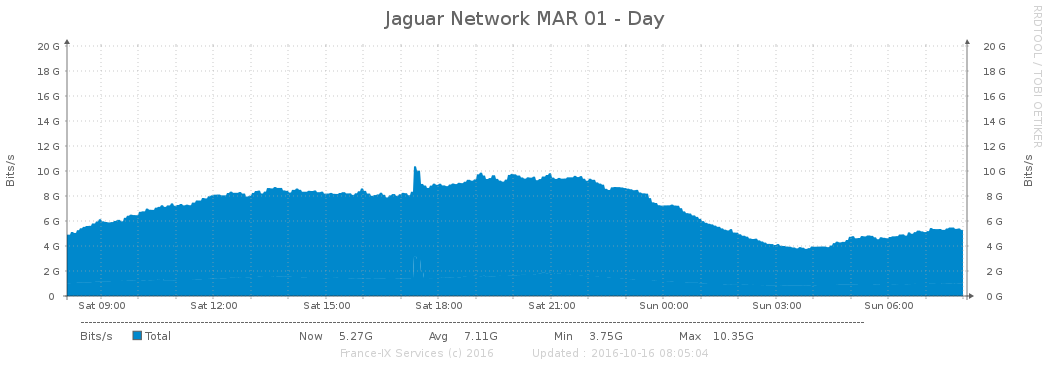 Jaguar Network MAR 01 - Day
RRDTOOL / TOBI OETIKER
20 G 20 G
18 G 18 G
16 G 16 G
14 G 14 G
12 G 12 G
10 G 10 G
8 G 8 G
6 G 6 G
4 G 4 G
2 G 2 G
0 0 G
Bits/s
Bits/s
Sat 09:00 Sat 12:00 Sat 15:00 Sat 18:00 Sat 21:00 Sun 00:00 Sun 03:00 Sun 06:00
Bits/s Total Now 5.27G Avg 7.11G Min 3.75G Max 10.35G
France-IX Services (c) 2016 Updated : 2016-10-16 08:05:04